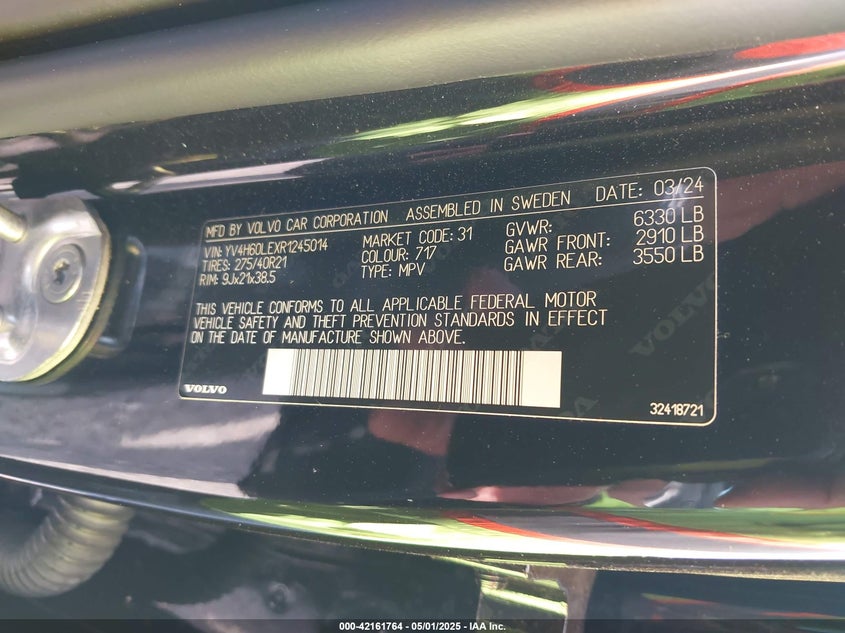 MFD BY VOLVO CAR CORPORATION ASSEMBLED IN SWEDEN DATE: 03/24
VIN: YV4H60LEXR1245014 MARKET CODE: 31 GVWR: 6330 LB
TIRES: 275/40R21 COLOUR: 717 GAWR FRONT: 2910 LB
RIM: 9Jx21x38.5 TYPE: MPV GAWR REAR: 3550 LB
THIS VEHICLE CONFORMS TO ALL APPLICABLE FEDERAL MOTOR
VEHICLE SAFETY AND THEFT PREVENTION STANDARDS IN EFFECT
ON THE DATE OF MANUFACTURE SHOWN ABOVE.
VOLVO
32418721
000-42161764 - 05/01/2025 - IAA Inc.